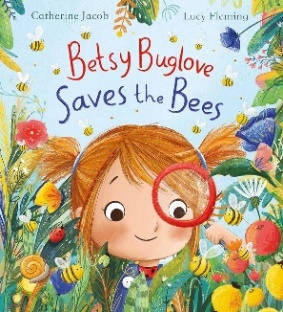 Catherine Jacob Lucy Fleming
Betsy Buglove
Saves the Bees